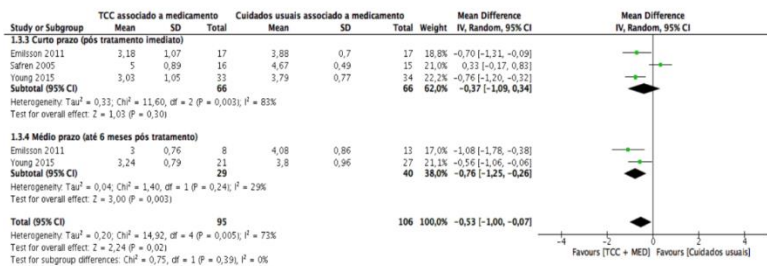 TCC associado a medicamento Cuidados usuais associado a medicamento Mean Difference Mean Difference
Study or Subgroup Mean SD Total Mean SD Total Weight IV, Random, 95% CI IV, Random, 95% CI
1.3.3 Curto prazo (pós tratamento imediato)
Emilsson 2011 3,18 1,07 17 3,88 0,7 17 18,8% -0,70 [-1,31, -0,09]
Safren 2005 5 0,89 16 4,67 0,49 15 21,0% 0,33 [-0,17, 0,83]
Young 2015 3,03 1,05 33 3,79 0,77 34 22,2% -0,76 [-1,20, -0,32]
Subtotal (95% CI) 66 66 62,0% -0,37 [-1,09, 0,34]
Heterogeneity: Tau² = 0,33; Chi² = 11,60, df = 2 (P = 0,003); I² = 83%
Test for overall effect: Z = 1,03 (P = 0,30)
1.3.4 Médio prazo (até 6 meses pós tratamento)
Emilsson 2011 3 0,76 8 4,08 0,86 13 17,0% -1,08 [-1,78, -0,38]
Young 2015 3,24 0,79 21 3,8 0,96 27 21,1% -0,56 [-1,06, -0,06]
Subtotal (95% CI) 29 40 38,0% -0,76 [-1,25, -0,26]
Heterogeneity: Tau² = 0,04; Chi² = 1,40, df = 1 (P = 0,24); I² = 29%
Test for overall effect: Z = 3,00 (P = 0,003)
Total (95% CI) 95 106 100,0% -0,53 [-1,00, -0,07]
Heterogeneity: Tau² = 0,20; Chi² = 14,92, df = 4 (P = 0,005); I² = 73%
Test for overall effect: Z = 2,24 (P = 0,02)
Test for subgroup differences: Chi² = 0,75, df = 1 (P = 0,39), I² = 0%
-4 -2 0 2 4
Favours [TCC + MED) Favours [Cuidados usuais]